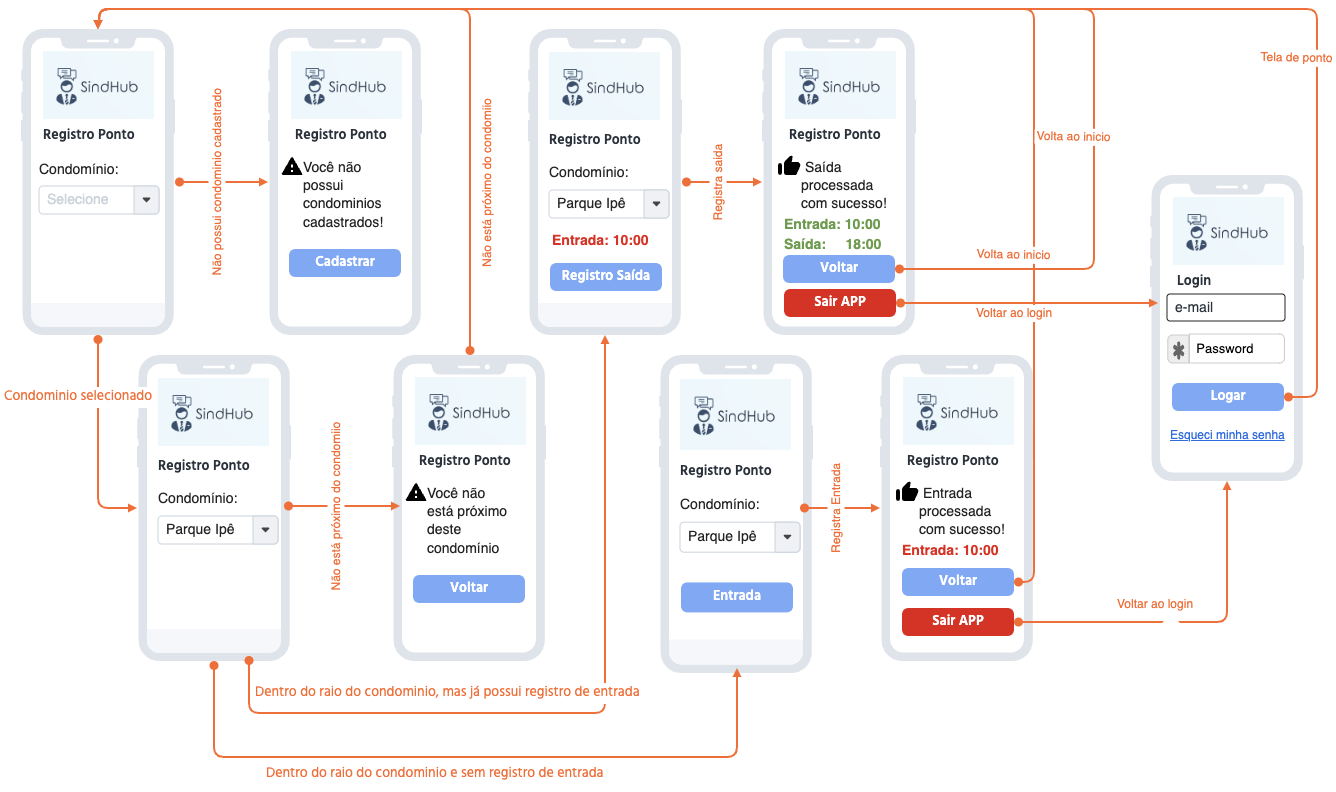 SindHub
Registro Ponto
Condomínio:
Selecione
Não possui condominio cadastrado
SindHub
Registro Ponto
Você não
possui
condominios
cadastrados!
Cadastrar
Não está próximo do condomiio
SindHub
Registro Ponto
Condomínio:
Parque Ipê
Entrada: 10:00
Registro Saída
Registra saida
SindHub
Registro Ponto
Saída
processada
com sucesso!
Entrada: 10:00
Saída: 18:00
Voltar
Sair APP
Volta ao inicio
Volta ao inicio
Voltar ao login
Tela de ponto
SindHub
Login
e-mail
Password
Logar
Esqueci minha senha
Condominio selecionado
SindHub
Registro Ponto
Condomínio:
Parque Ipê
Não está próximo do condomiio
SindHub
Registro Ponto
Você não
está próximo
deste
condomínio
Voltar
SindHub
Registro Ponto
Condomínio:
Parque Ipê
Entrada
Registra Entrada
SindHub
Registro Ponto
Entrada
processada
com sucesso!
Entrada: 10:00
Voltar
Sair APP
Voltar ao login
Dentro do raio do condominio, mas já possui registro de entrada
Dentro do raio do condominio e sem registro de entrada